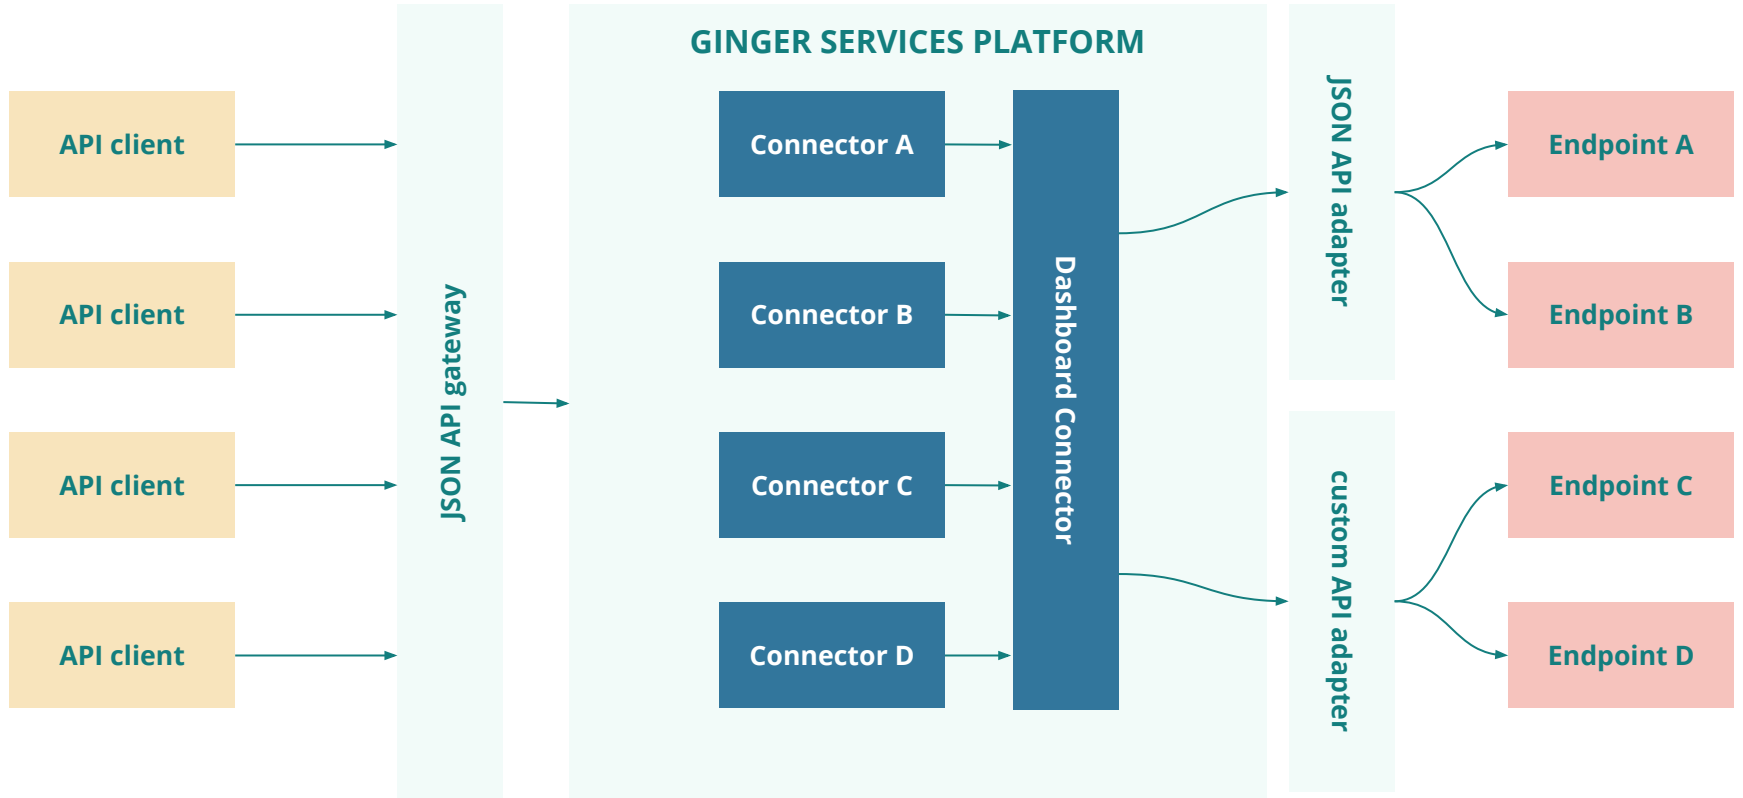 GINGER SERVICES PLATFORM
API client
API client
API client
API client
JSON API gateway
Connector A
Connector B
Connector C
Connector D
Dashboard Connector
JSON API adapter
custom API adapter
Endpoint A
Endpoint B
Endpoint C
Endpoint D